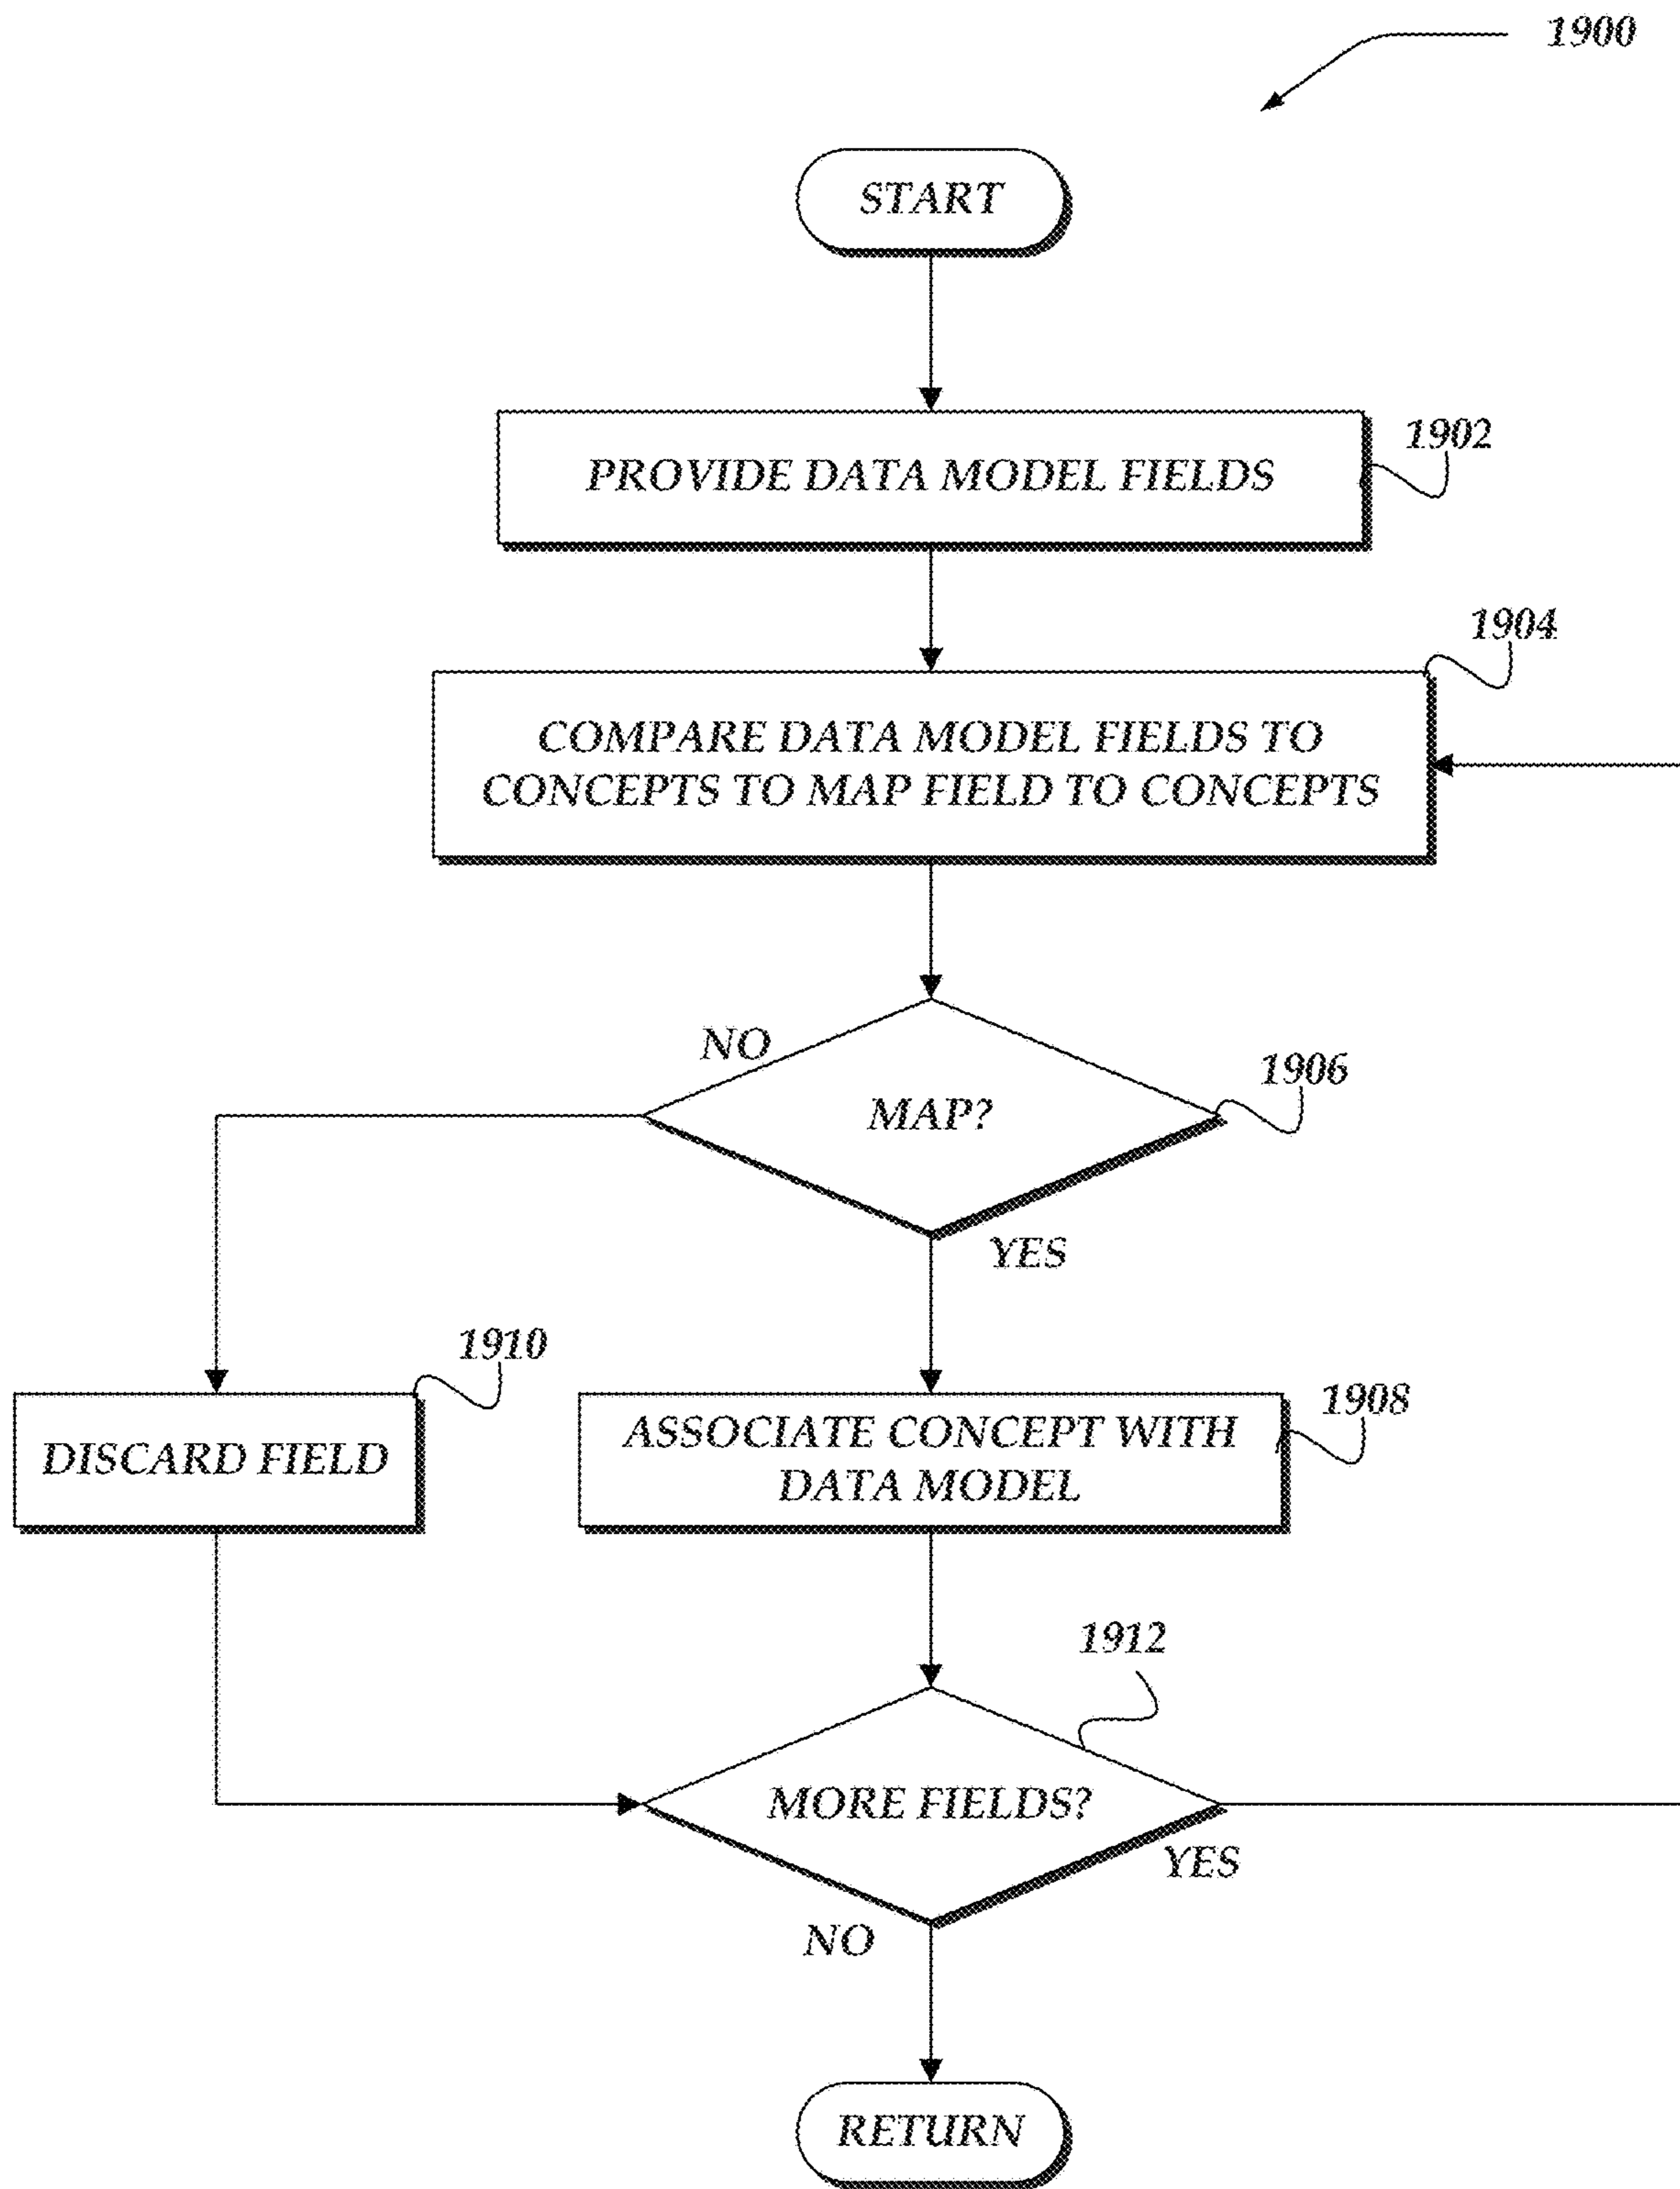 1900
START
PROVIDE DATA MODEL FIELDS
1902
1904
COMPARE DATA MODEL FIELDS TO
CONCEPTS TO MAP FIELD TO CONCEPTS
NO
MAP?
1906
YES
1910
DISCARD FIELD
1908
ASSOCIATE CONCEPT WITH
DATA MODEL
1912
MORE FIELDS?
YES
NO
RETURN